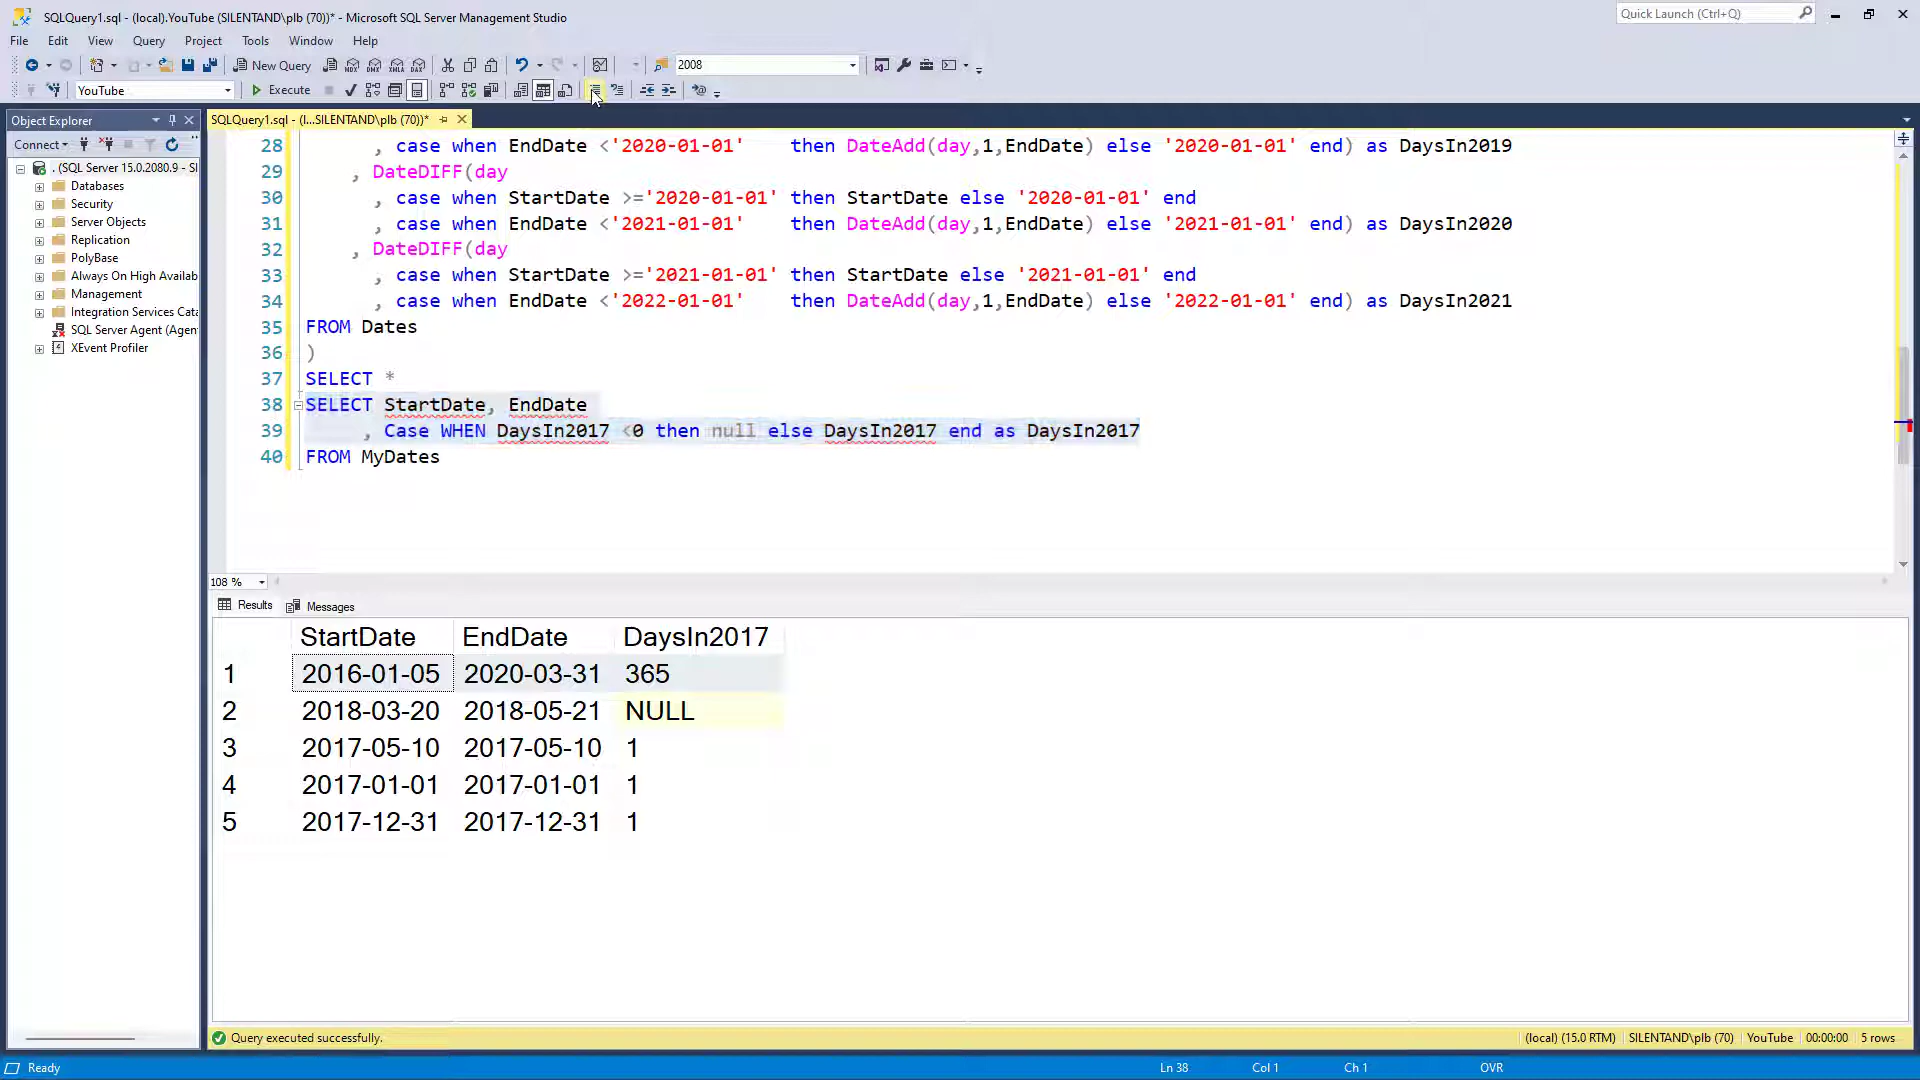 SQLQuery1.sql - (local).YouTube (SILENTAND\plb (70))* - Microsoft SQL Server Management Studio
Quick Launch (Ctrl+Q)
File Edit View Query Project Tools Window Help
New Query
2008
YouTube
Execute
Object Explorer
SQLQuery1.sql - (l...SILENTAND\plb (70))*
Connect
. (SQL Server 15.0.2080.9 - SI
Databases
Security
Server Objects
Replication
PolyBase
Always On High Availab
Management
Integration Services Cata
SQL Server Agent (Agen
XEvent Profiler
28 , case when EndDate <'2020-01-01' then DateAdd(day,1,EndDate) else '2020-01-01' end) as DaysIn2019
29 , DateDIFF(day
30 , case when StartDate >='2020-01-01' then StartDate else '2020-01-01' end
31 , case when EndDate <'2021-01-01' then DateAdd(day,1,EndDate) else '2021-01-01' end) as DaysIn2020
32 , DateDIFF(day
33 , case when StartDate >='2021-01-01' then StartDate else '2021-01-01' end
34 , case when EndDate <'2022-01-01' then DateAdd(day,1,EndDate) else '2022-01-01' end) as DaysIn2021
35 FROM Dates
36 )
37 SELECT *
38 SELECT StartDate, EndDate
39 , Case WHEN DaysIn2017 <0 then null else DaysIn2017 end as DaysIn2017
40 FROM MyDates
108 %
Results Messages
StartDate EndDate DaysIn2017
1 2016-01-05 2020-03-31 365
2 2018-03-20 2018-05-21 NULL
3 2017-05-10 2017-05-10 1
4 2017-01-01 2017-01-01 1
5 2017-12-31 2017-12-31 1
Query executed successfully.
(local) (15.0 RTM) SILENTAND\plb (70) YouTube 00:00:00 5 rows
Ready
Ln 38 Col 1 Ch 1 OVR